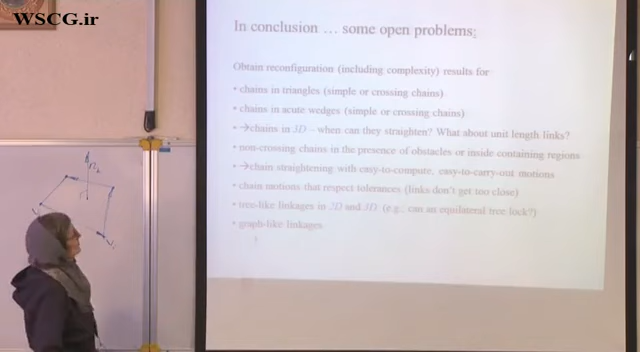 WSCG.ir
In conclusion … some open problems:
Obtain reconfiguration (including complexity) results for
• chains in triangles (simple or crossing chains)
• chains in acute wedges (simple or crossing chains)
• →chains in 3D – when can they straighten? What about unit length links?
• non-crossing chains in the presence of obstacles or inside containing regions
• →chain straightening with easy-to-compute, easy-to-carry-out motions
• chain motions that respect tolerances (links don't get too close)
• tree-like linkages in 2D and 3D (e.g., can an equilateral tree lock?)
• graph-like linkages